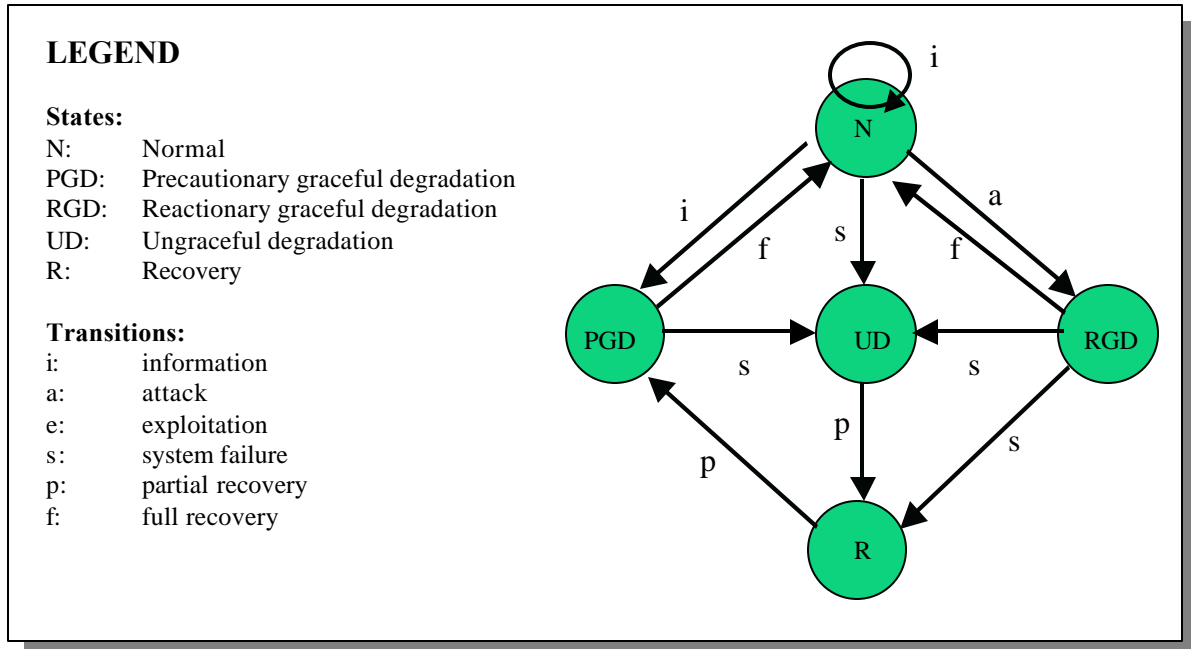 LEGEND
States:
N: Normal
PGD: Precautionary graceful degradation
RGD: Reactionary graceful degradation
UD: Ungraceful degradation
R: Recovery
Transitions:
i: information
a: attack
e: exploitation
s: system failure
p: partial recovery
f: full recovery
i
N
i
a
s
f
f
PGD
UD
RGD
s
s
p
s
p
R